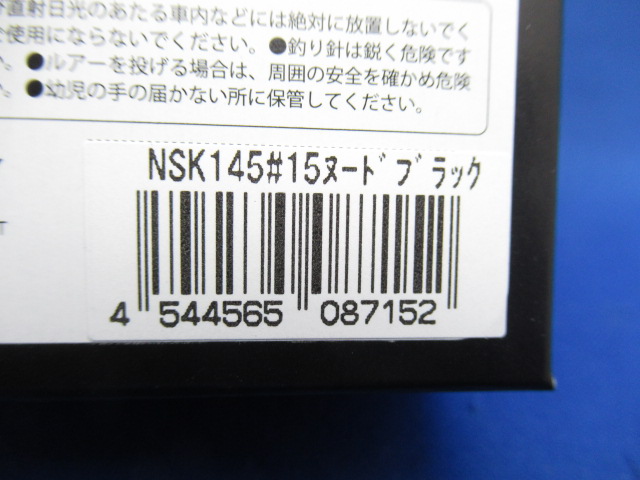 直射日光のあたる車内などには絶対に放置しないでく
使用にならないでください。●釣り針は鋭く危険です
い。●ルアーを投げる場合は、周囲の安全を確かめ危険
い。●幼児の手の届かない所に保管してください。
NSK145#15ﾇｰﾄﾞﾌﾞﾗｯｸ
T
4 544565 087152